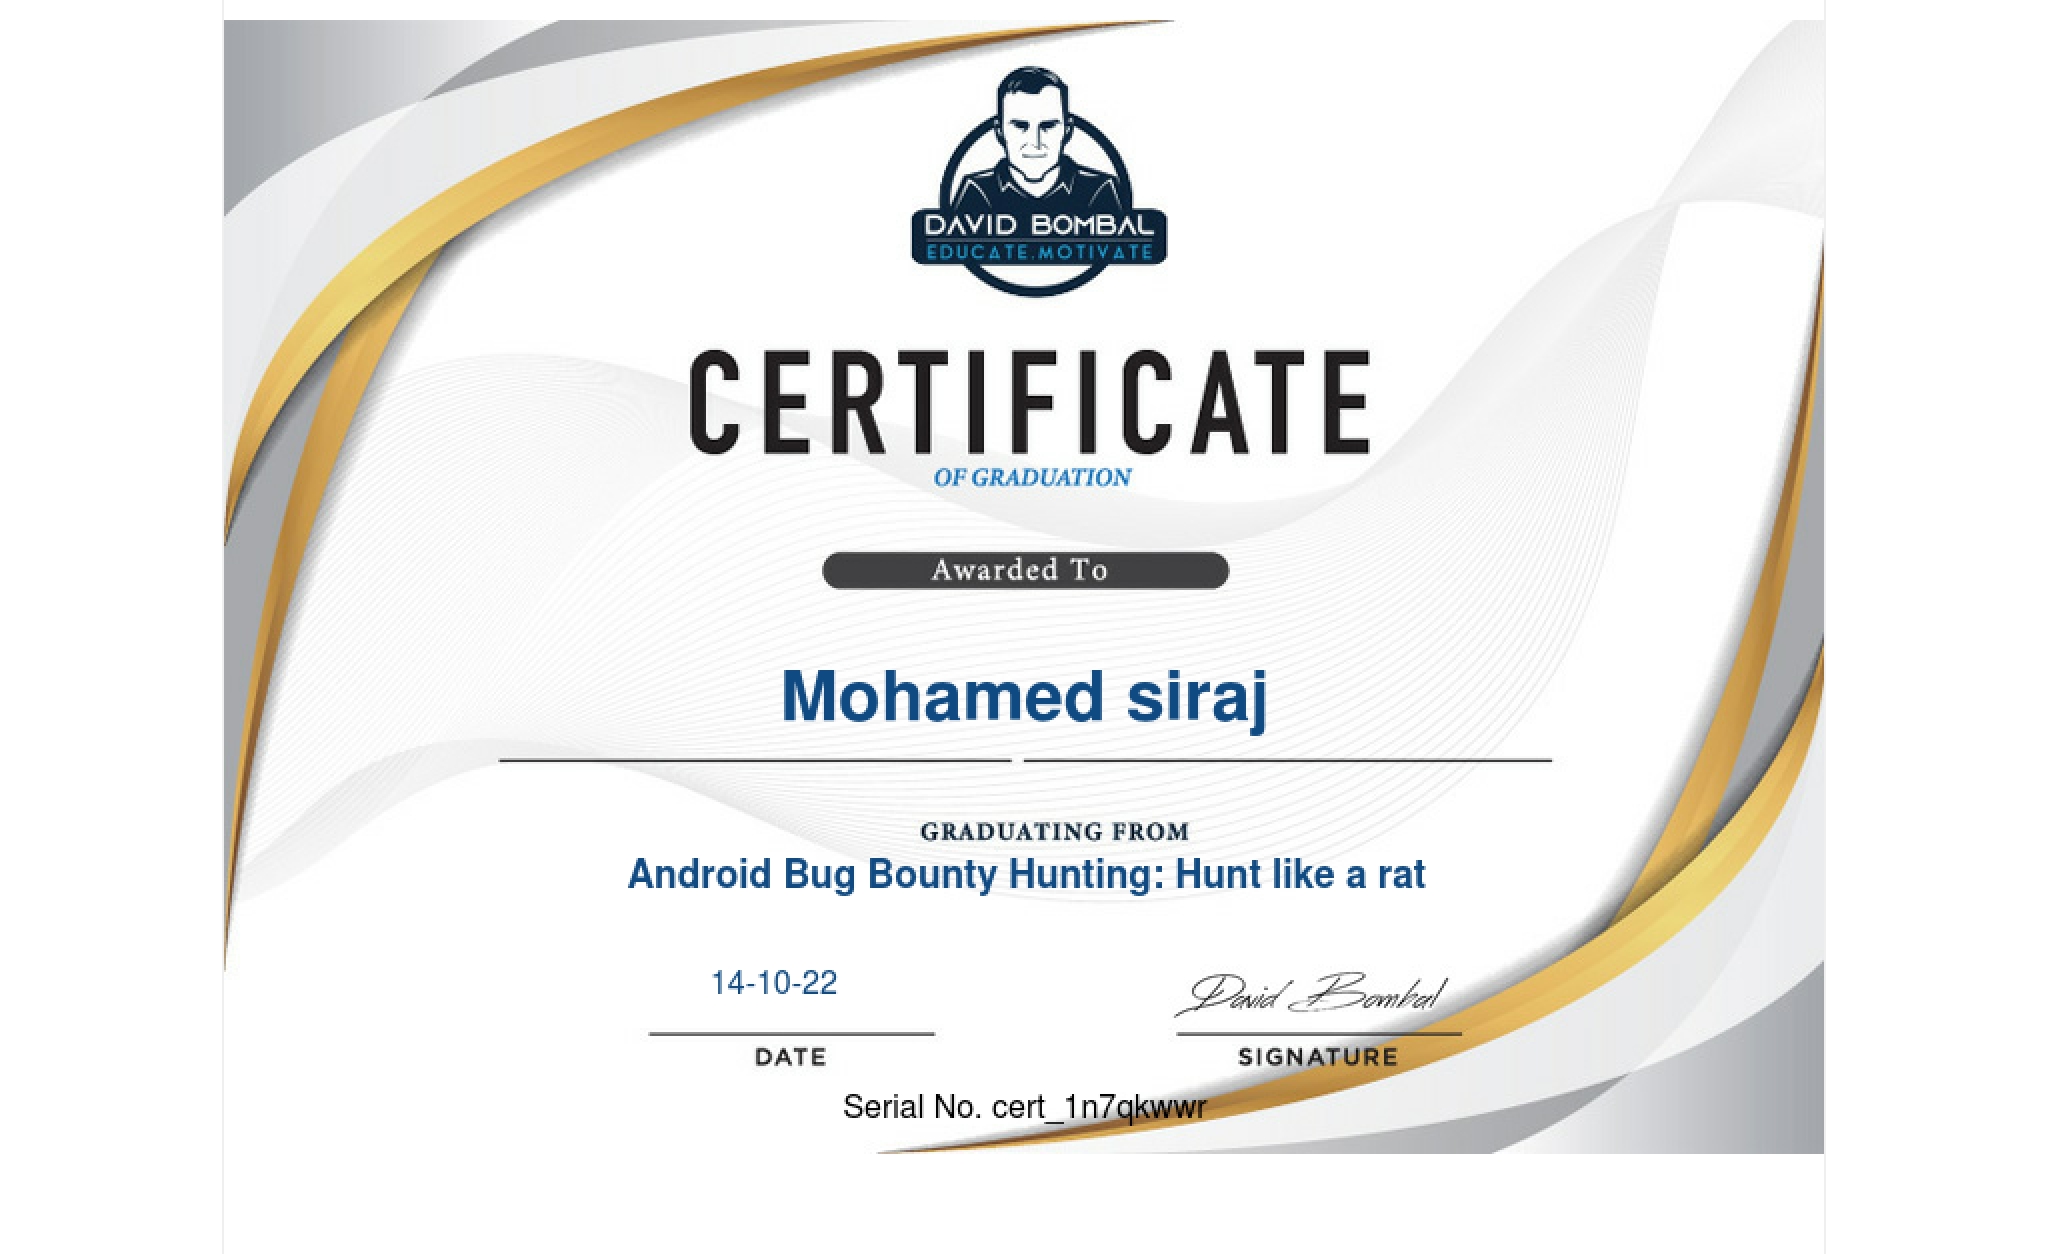 DAVID BOMBAL
EDUCATE.MOTIVATE
CERTIFICATE
OF GRADUATION
Awarded To
Mohamed siraj
GRADUATING FROM
Android Bug Bounty Hunting: Hunt like a rat
14-10-22
David Bombal
DATE
SIGNATURE
Serial No. cert_1n7qkwwr